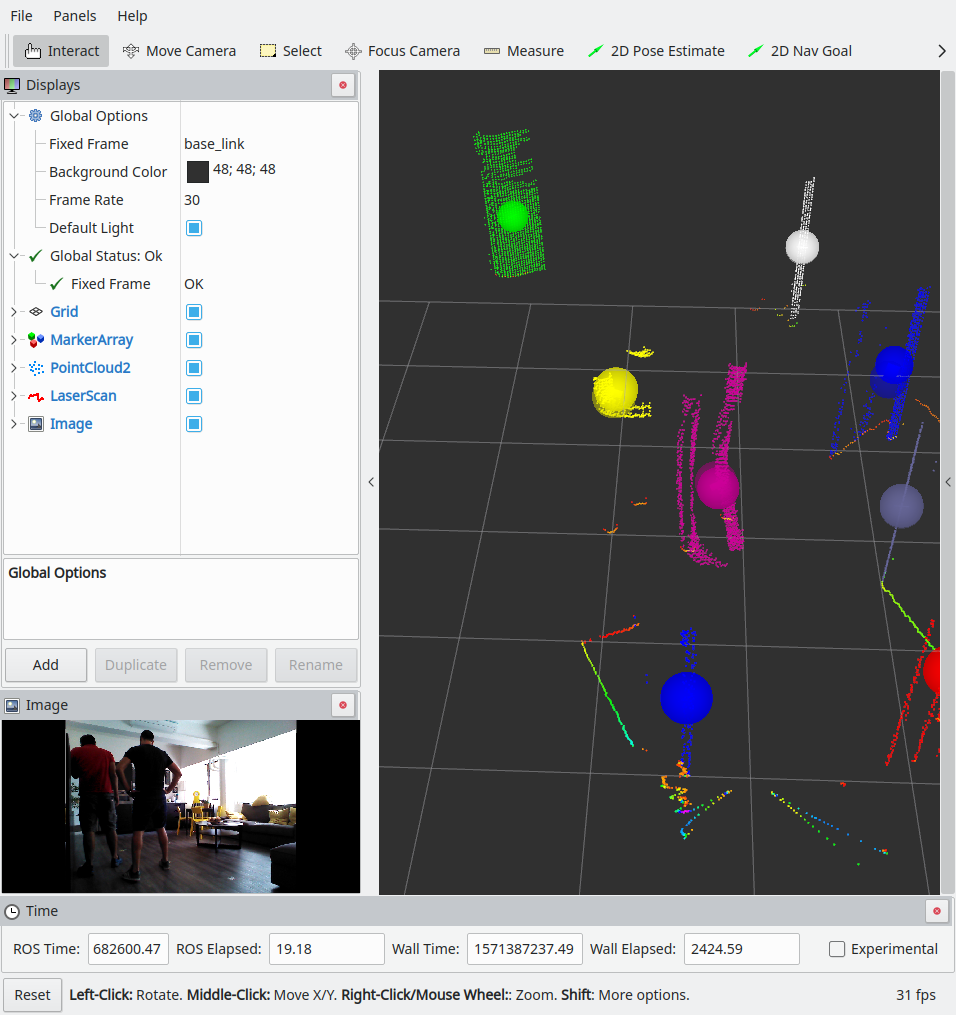 File Panels Help
Interact Move Camera Select Focus Camera Measure 2D Pose Estimate 2D Nav Goal
Displays
Global Options
Fixed Frame base_link
Background Color 48; 48; 48
Frame Rate 30
Default Light
Global Status: Ok
Fixed Frame OK
Grid
MarkerArray
PointCloud2
LaserScan
Image
Global Options
Add Duplicate Remove Rename
Image
Time
ROS Time: 682600.47 ROS Elapsed: 19.18 Wall Time: 1571387237.49 Wall Elapsed: 2424.59 Experimental
Reset Left-Click: Rotate. Middle-Click: Move X/Y. Right-Click/Mouse Wheel:: Zoom. Shift: More options. 31 fps